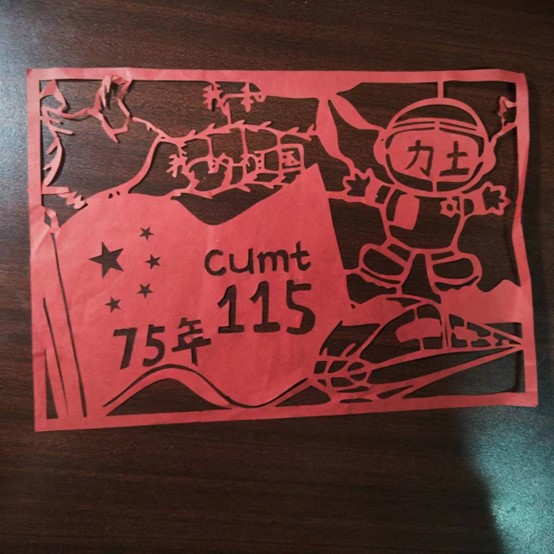 我和
我的祖国
力土
cumt
115
75年